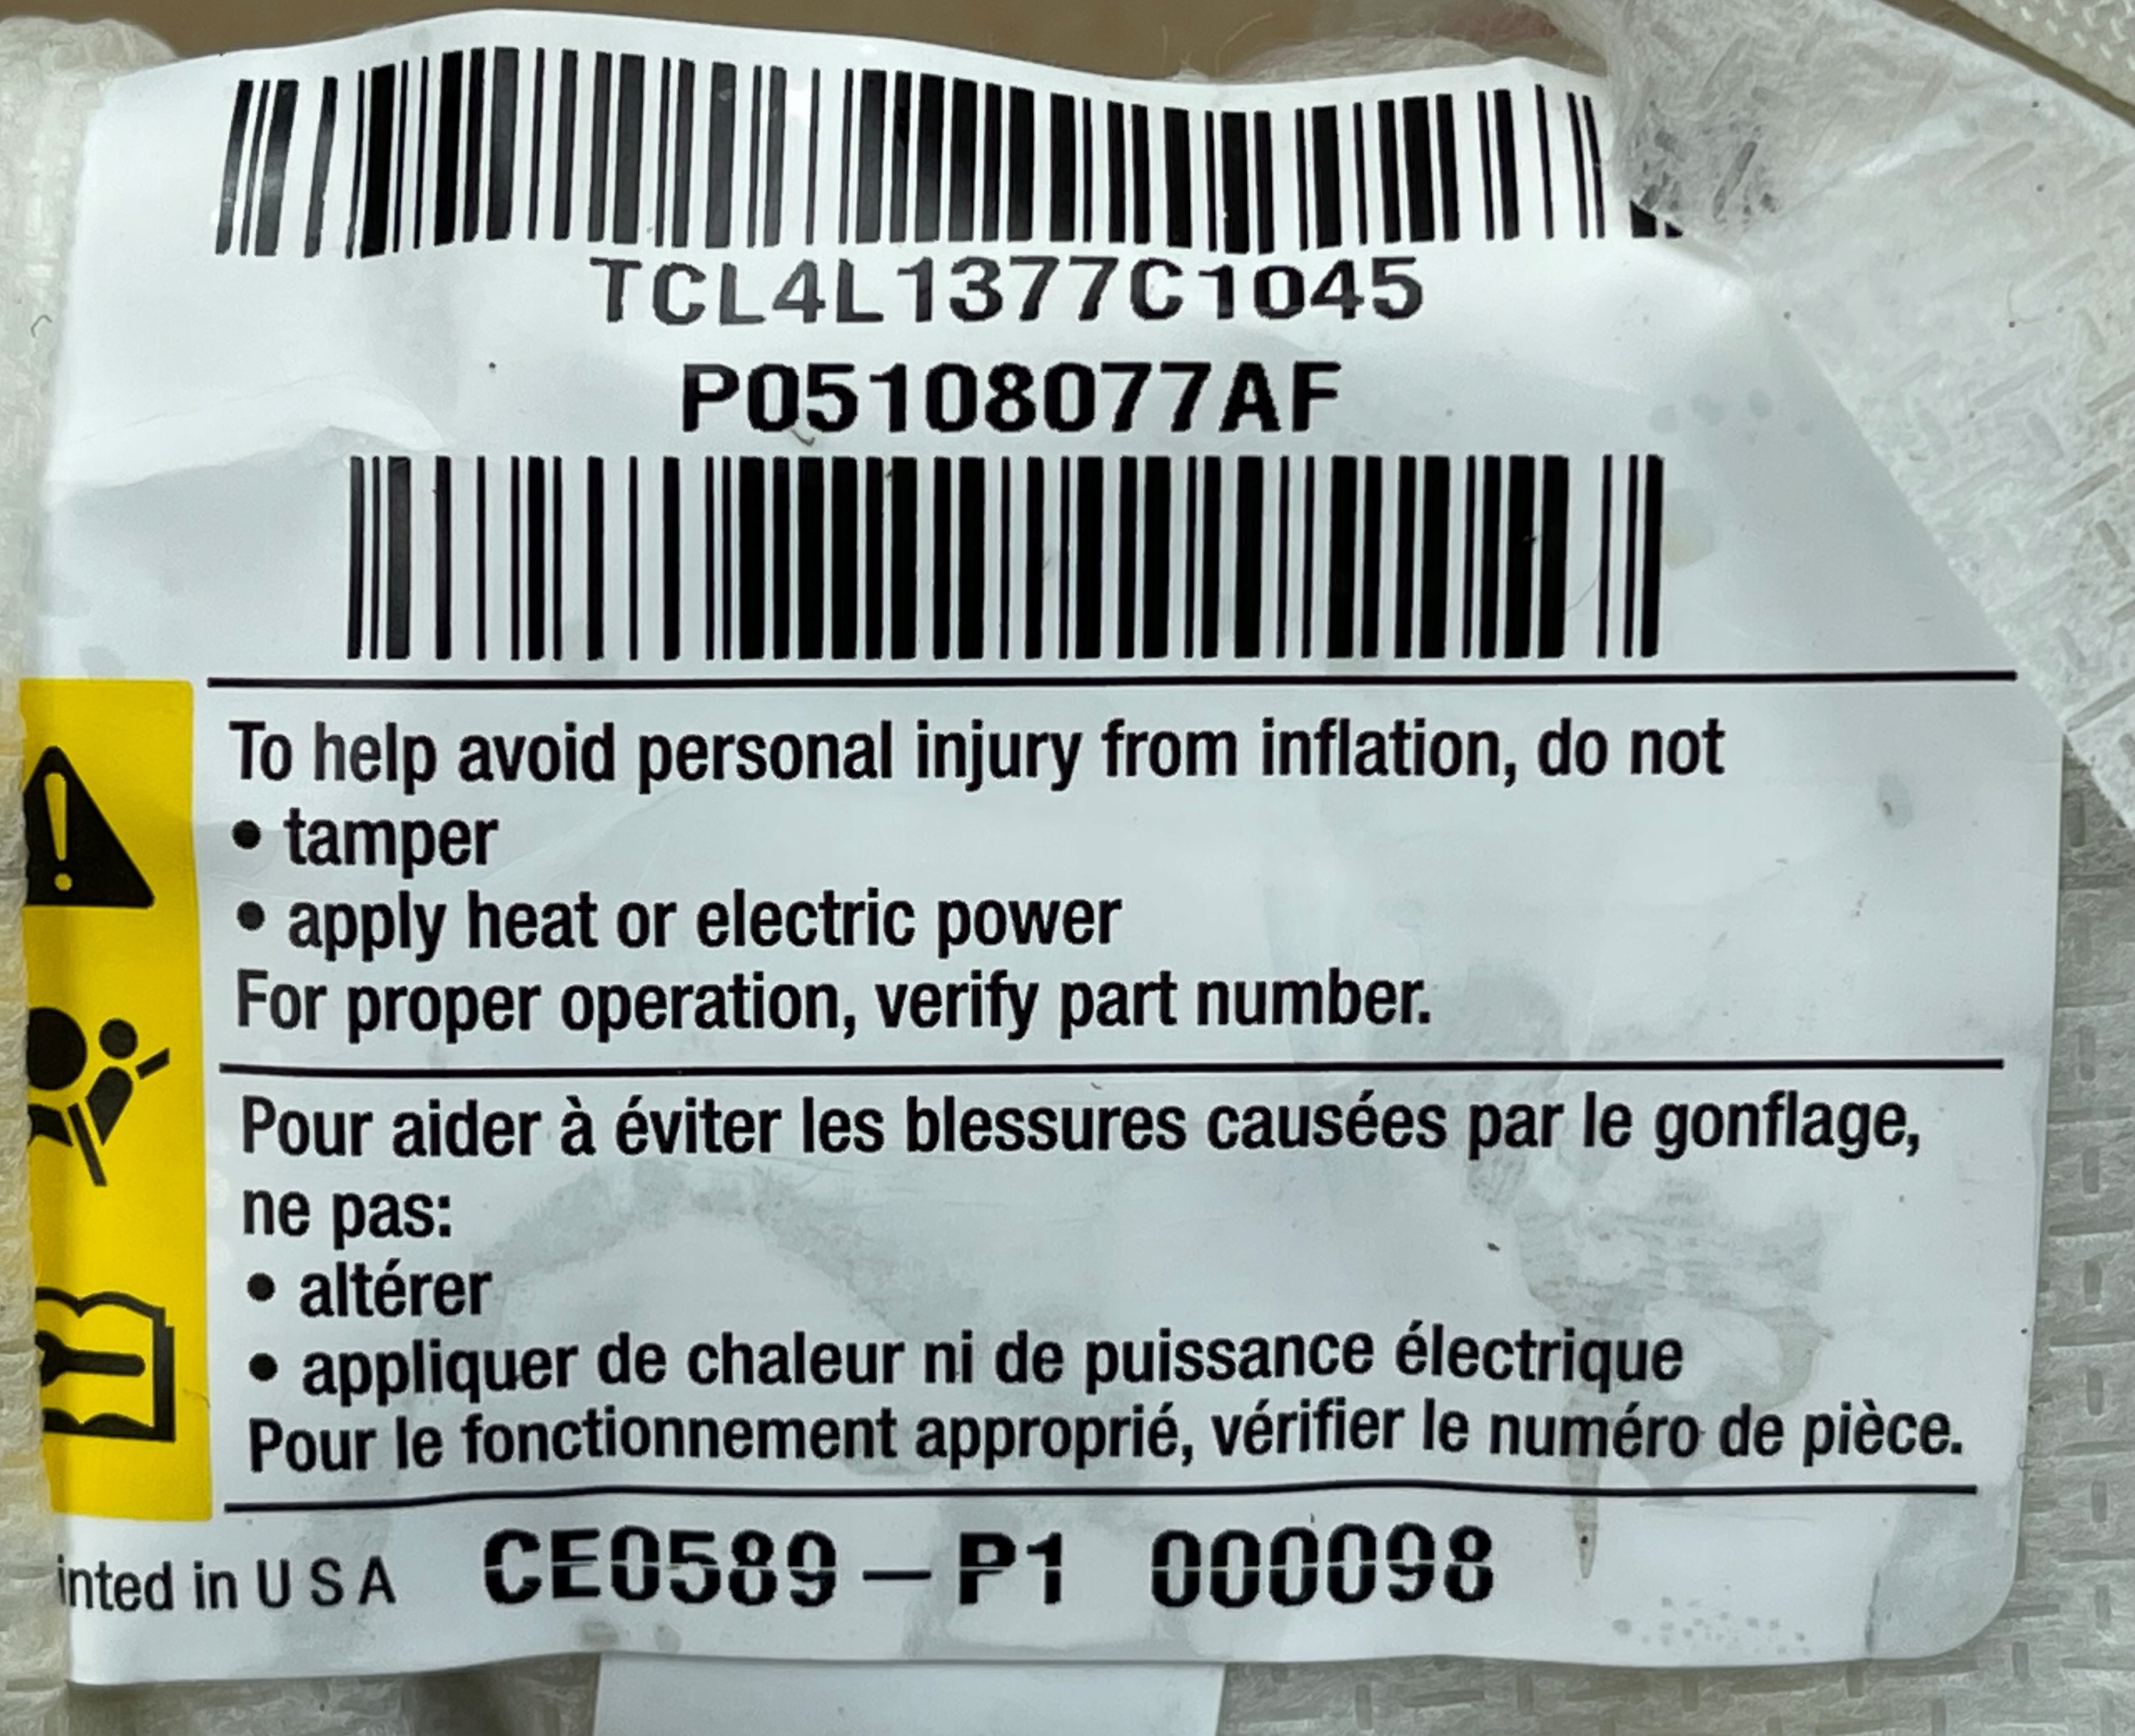 TCL4L1377C1045
P05108077AF
To help avoid personal injury from inflation, do not
• tamper
• apply heat or electric power
For proper operation, verify part number.
Pour aider à éviter les blessures causées par le gonflage,
ne pas:
• altérer
• appliquer de chaleur ni de puissance électrique
Pour le fonctionnement approprié, vérifier le numéro de pièce.
inted in U S A CE0589-P1 000098